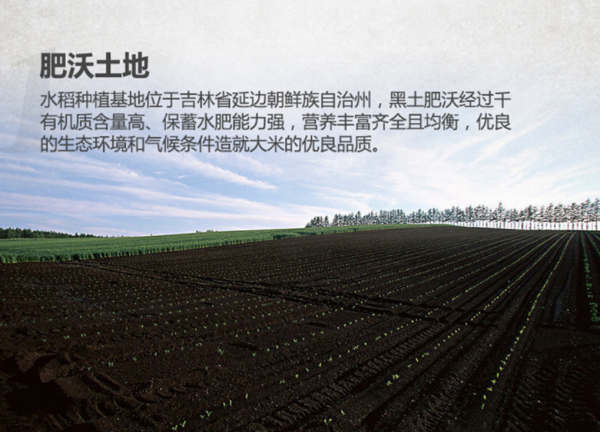 肥沃土地
水稻种植基地位于吉林省延边朝鲜族自治州，黑土肥沃经过千
有机质含量高、保蓄水肥能力强，营养丰富齐全且均衡，优良
的生态环境和气候条件造就大米的优良品质。